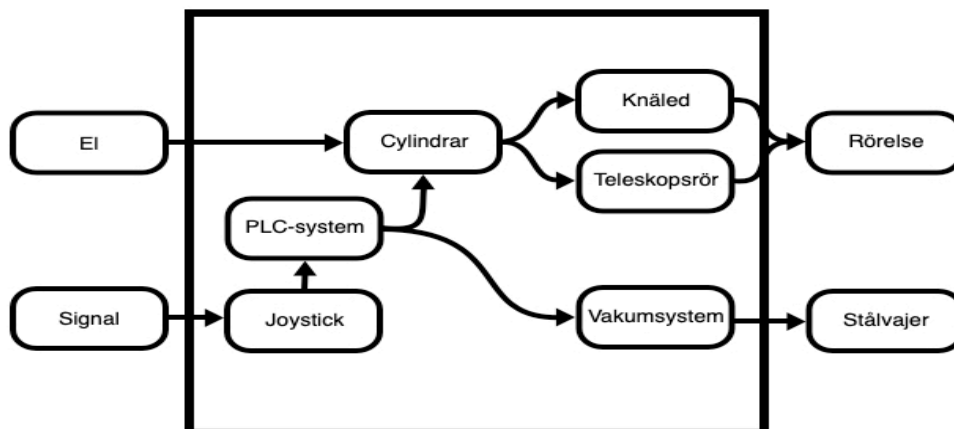 Knäled
El
Cylindrar
Rörelse
Teleskopsrör
PLC-system
Signal
Joystick
Vakumsystem
Stålvajer